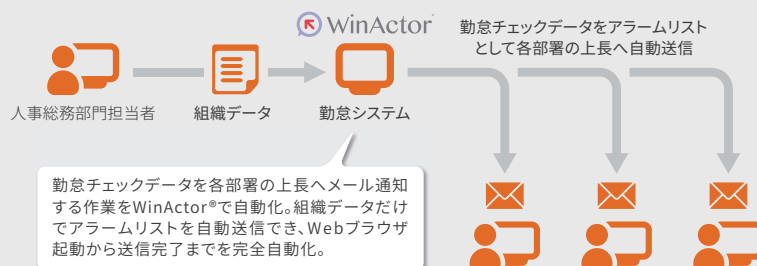 WinActor
勤怠チェックデータをアラームリスト
として各部署の上長へ自動送信
人事総務部門担当者
組織データ
勤怠システム
勤怠チェックデータを各部署の上長へメール通知
する作業をWinActor®で自動化。組織データだけ
でアラームリストを自動送信でき、Webブラウザ
起動から送信完了までを完全自動化。